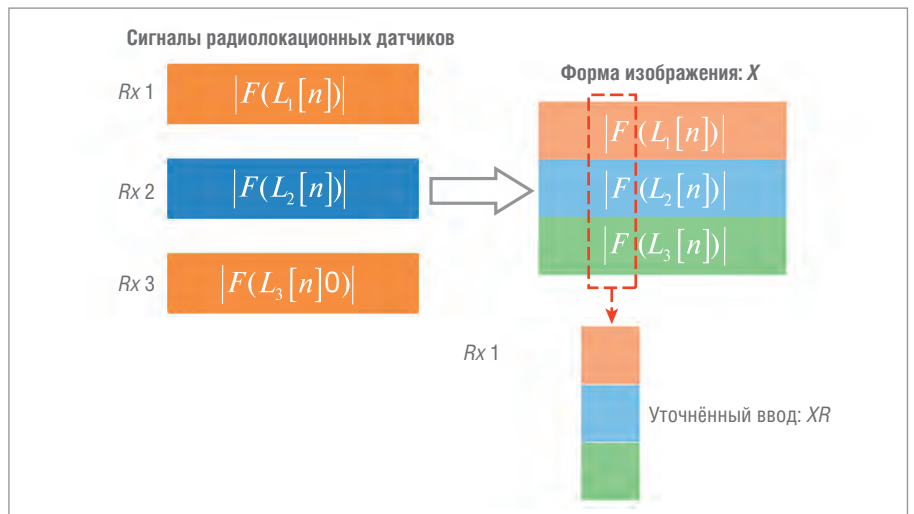 Сигналы радиолокационных датчиков
Rx 1
|F(L₁[n])|
Rx 2
|F(L₂[n])|
Rx 3
|F(L₃[n]0)|
Форма изображения: X
|F(L₁[n])|
|F(L₂[n])|
|F(L₃[n])|
Rx 1
Уточнённый ввод: XR